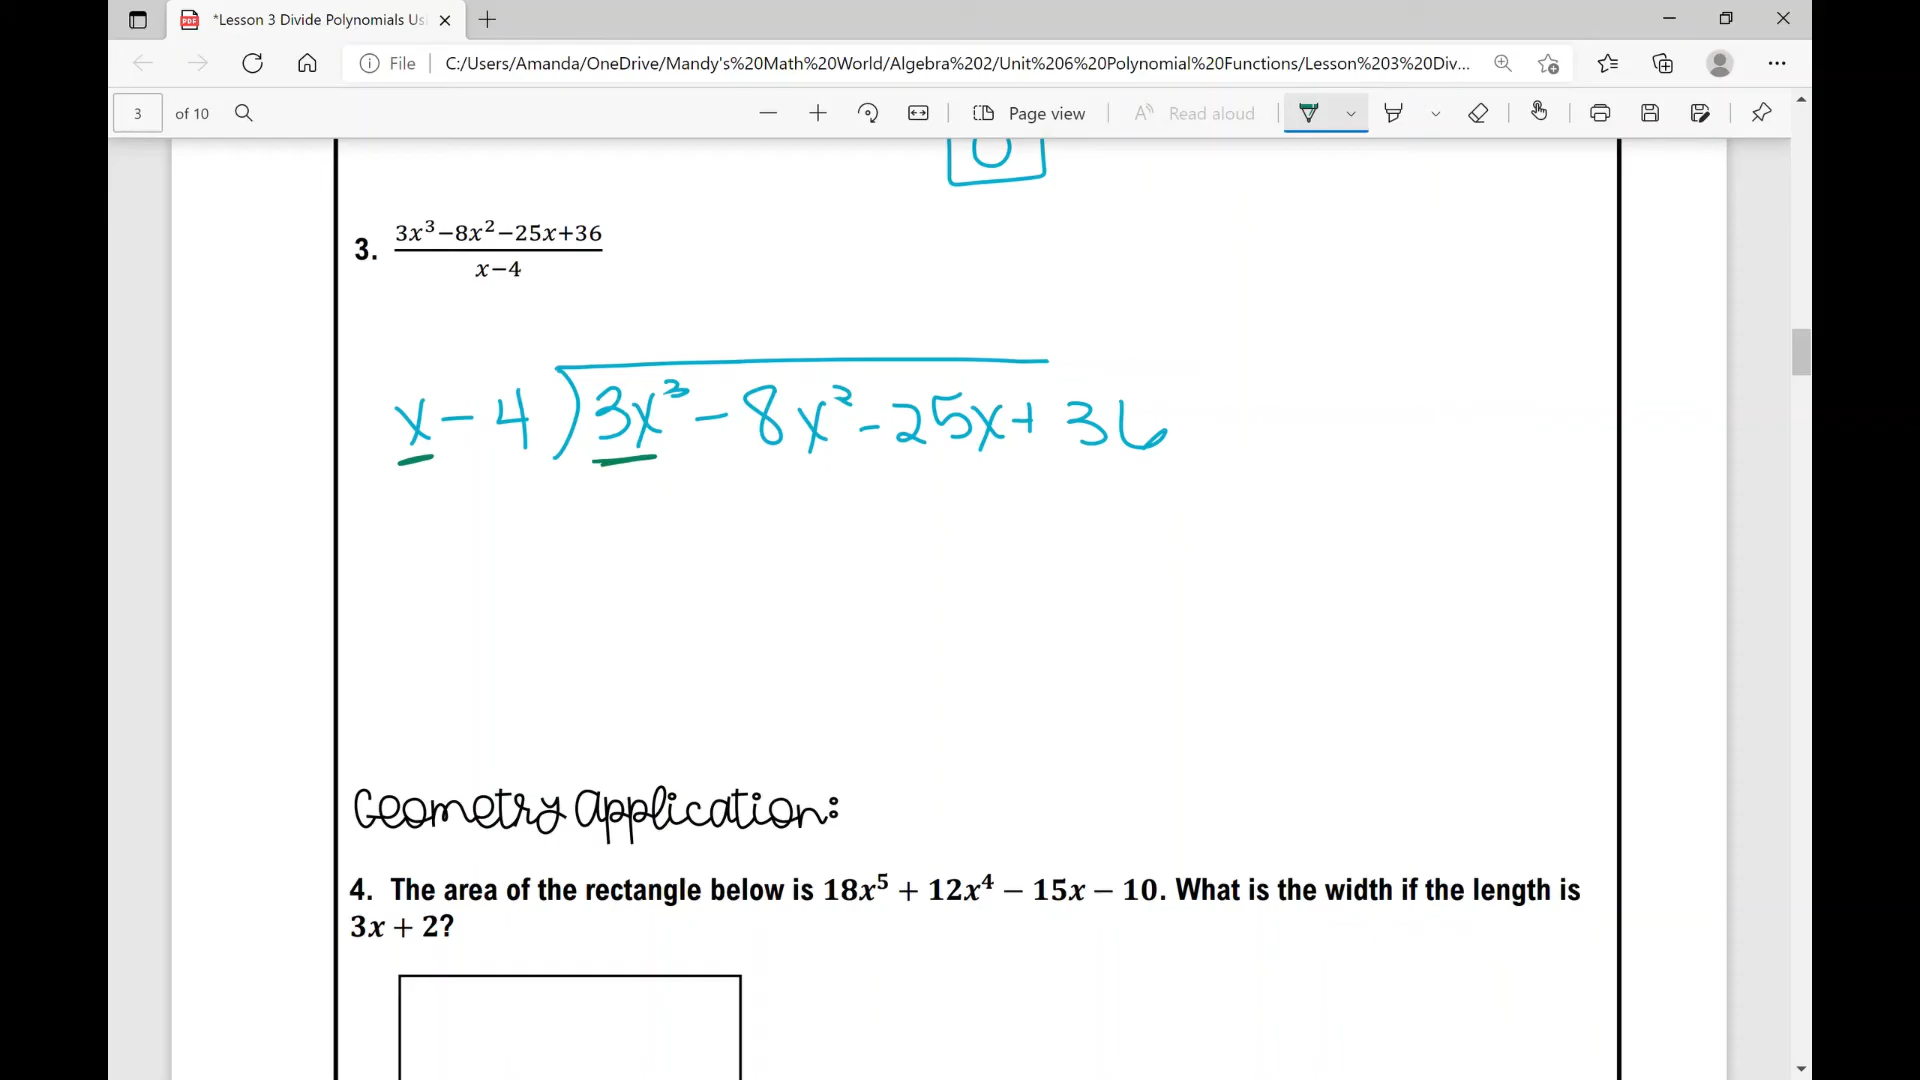 *Lesson 3 Divide Polynomials Us
File
C:/Users/Amanda/OneDrive/Mandy's%20Math%20World/Algebra%202/Unit%206%20Polynomial%20Functions/Lesson%203%20Div...
3 of 10
Page view
Read aloud
3. (3x³−8x²−25x+36)/(x−4)
x − 4 ) 3x³ − 8x² − 25x + 36
Geometry Application:
4. The area of the rectangle below is 18x⁵ + 12x⁴ − 15x − 10. What is the width if the length is
3x + 2?